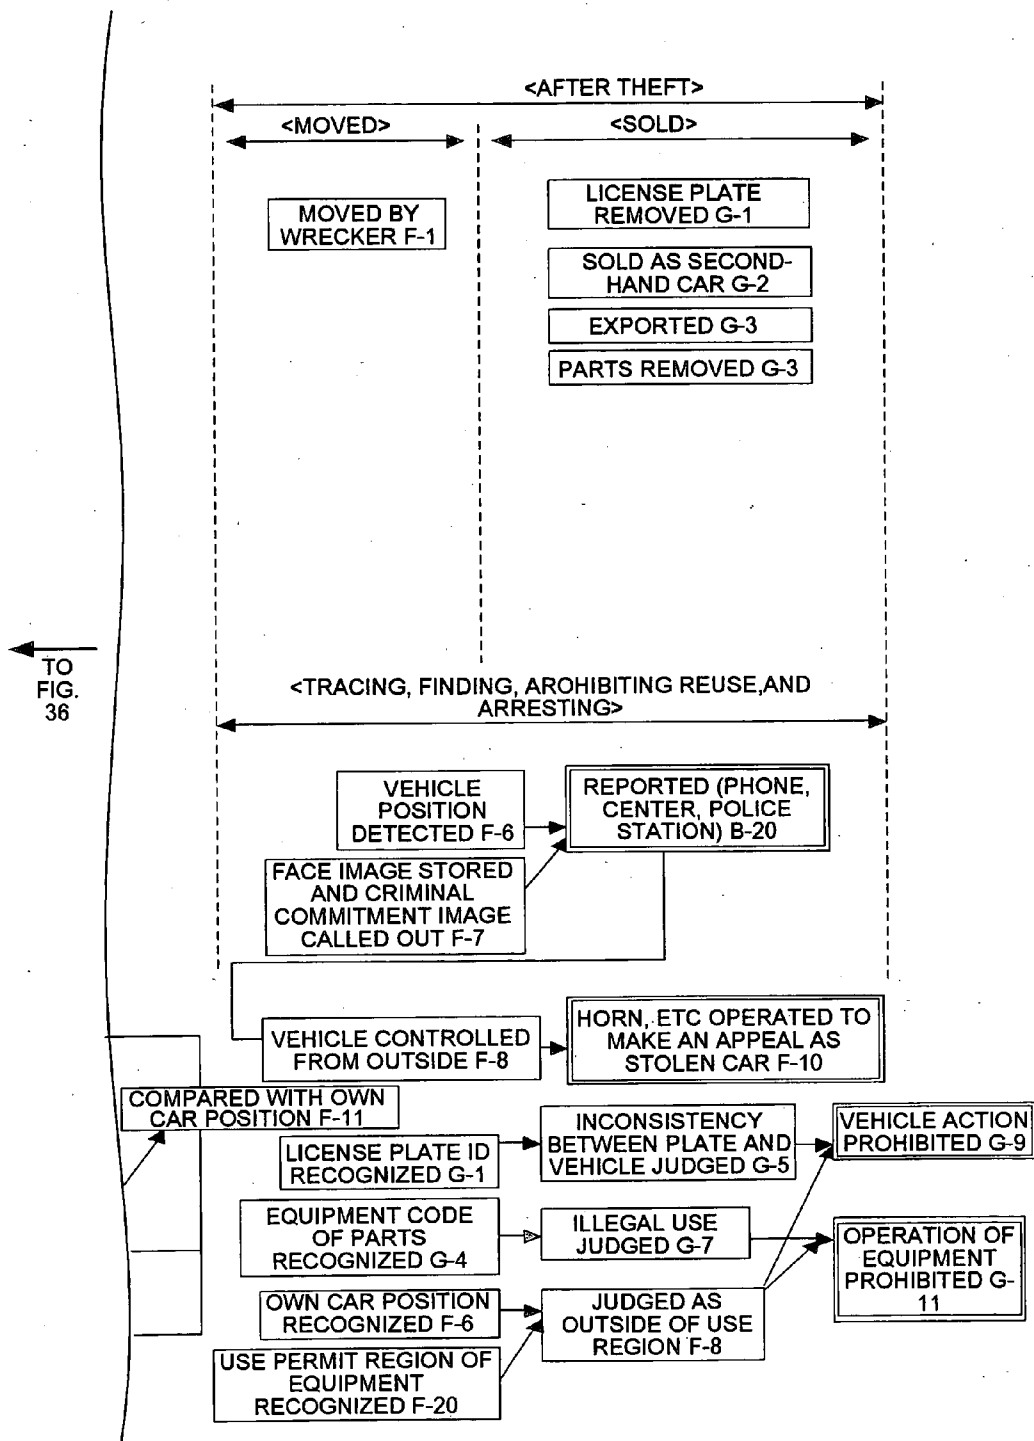 <AFTER THEFT>
<MOVED>
<SOLD>
MOVED BY
WRECKER F-1
LICENSE PLATE
REMOVED G-1
SOLD AS SECOND-
HAND CAR G-2
EXPORTED G-3
PARTS REMOVED G-3
TO
FIG.
36
<TRACING, FINDING, AROHIBITING REUSE,AND
ARRESTING>
VEHICLE
POSITION
DETECTED F-6
REPORTED (PHONE,
CENTER, POLICE
STATION) B-20
FACE IMAGE STORED
AND CRIMINAL
COMMITMENT IMAGE
CALLED OUT F-7
VEHICLE CONTROLLED
FROM OUTSIDE F-8
HORN, ETC OPERATED TO
MAKE AN APPEAL AS
STOLEN CAR F-10
COMPARED WITH OWN
CAR POSITION F-11
LICENSE PLATE ID
RECOGNIZED G-1
INCONSISTENCY
BETWEEN PLATE AND
VEHICLE JUDGED G-5
VEHICLE ACTION
PROHIBITED G-9
EQUIPMENT CODE
OF PARTS
RECOGNIZED G-4
ILLEGAL USE
JUDGED G-7
OPERATION OF
EQUIPMENT
PROHIBITED G-
11
OWN CAR POSITION
RECOGNIZED F-6
JUDGED AS
OUTSIDE OF USE
REGION F-8
USE PERMIT REGION OF
EQUIPMENT
RECOGNIZED F-20